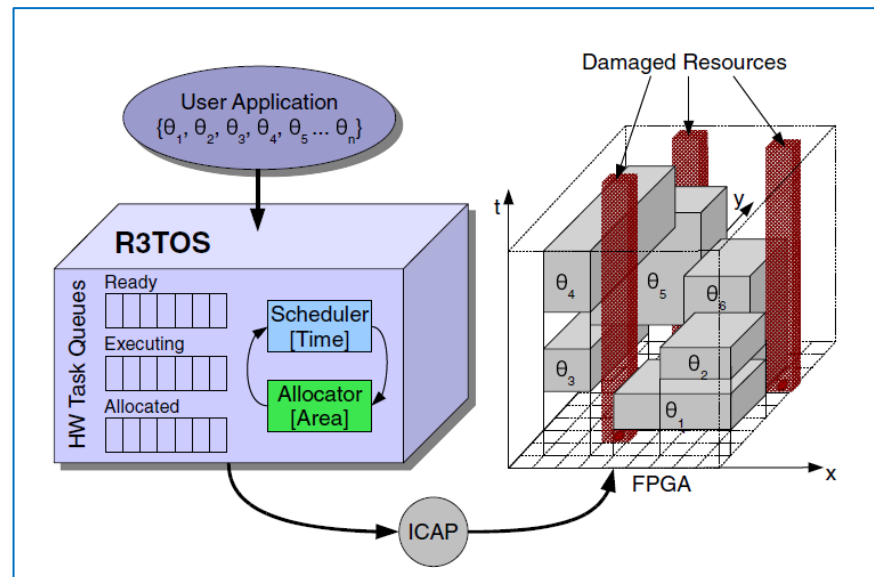 User Application
{θ₁, θ₂, θ₃, θ₄, θ₅ ... θₙ}
R3TOS
HW Task Queues
Ready
Executing
Allocated
Scheduler
[Time]
Allocator
[Area]
ICAP
Damaged Resources
t
y
x
θ₄
θ₅
θ₆
θ₃
θ₂
θ₁
FPGA